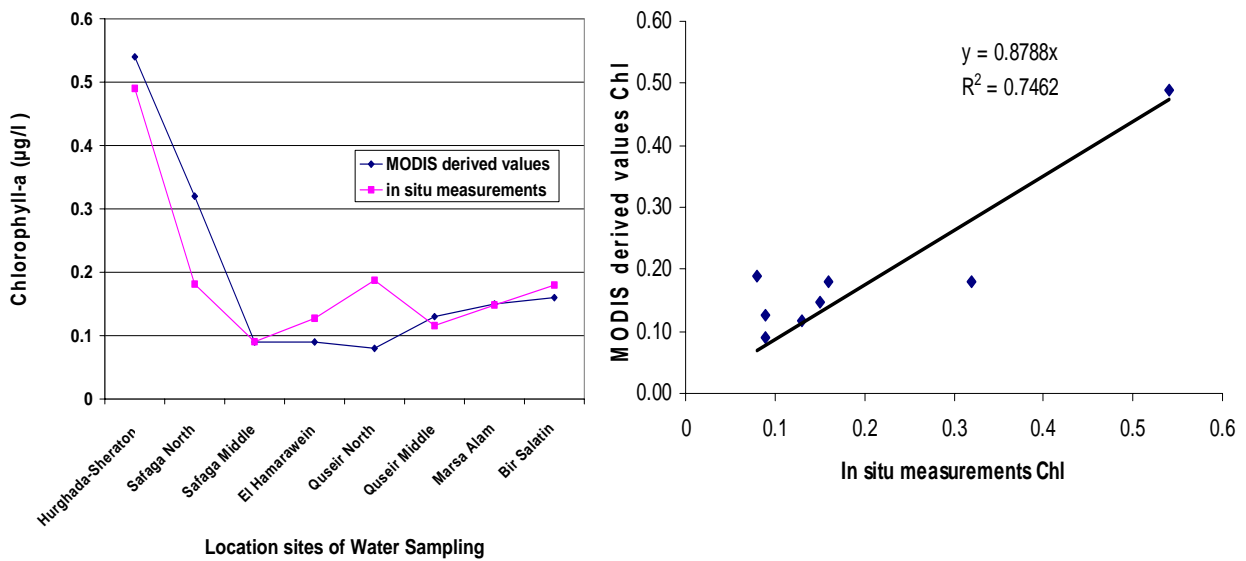 0.6
0.5
0.4
0.3
0.2
0.1
0
Chlorophyll-a (µg/l)
MODIS derived values
in situ measurements
Hurghada-Sheraton
Safaga North
Safaga Middle
El Hamarawein
Quseir North
Quseir Middle
Marsa Alam
Bir Salatin
Location sites of Water Sampling
0.60
0.50
0.40
0.30
0.20
0.10
0.00
MODIS derived values Chl
y = 0.8788x
R² = 0.7462
0 0.1 0.2 0.3 0.4 0.5 0.6
In situ measurements Chl